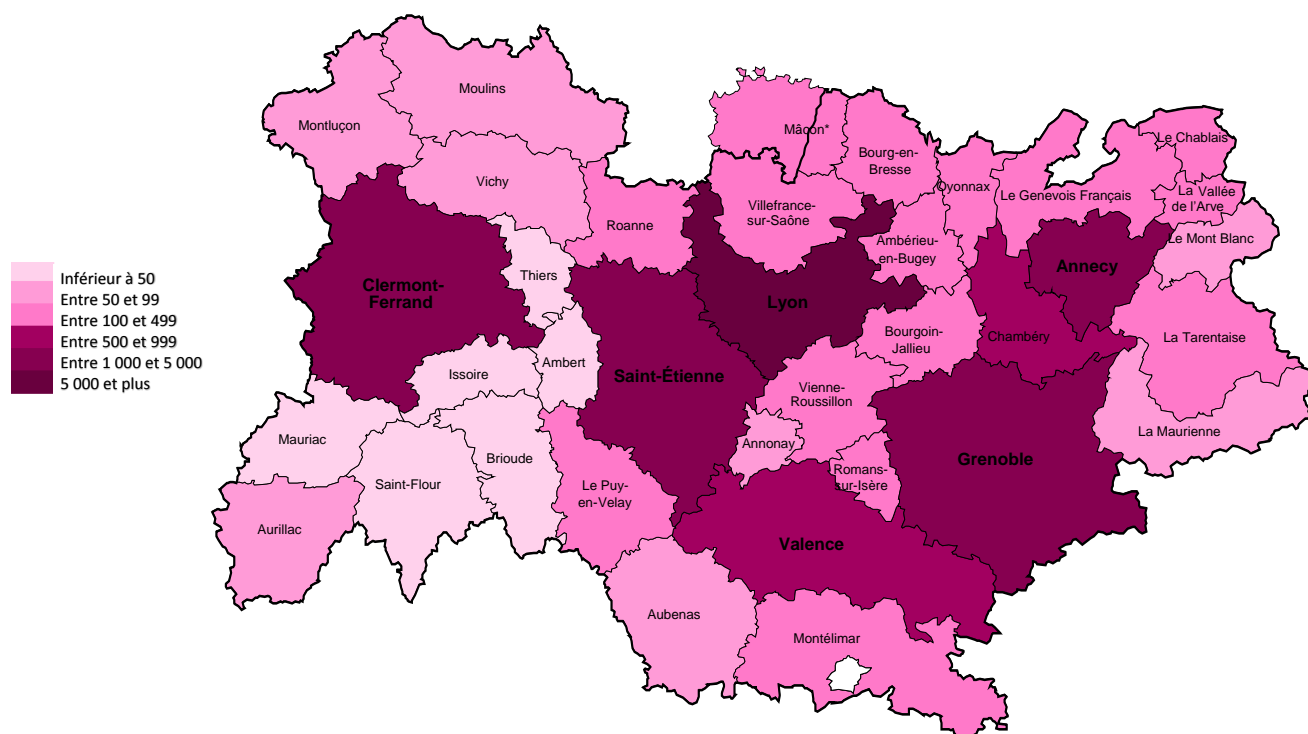 Moulins
Montluçon
Mâcon*
Le Chablais
Bourg-en-
Bresse
Vichy
Oyonnax
Le Genevois Français
La Vallée
de l'Arve
Villefranche-
sur-Saône
Roanne
Ambérieu-
en-Bugey
Le Mont Blanc
Thiers
Annecy
Clermont-
Ferrand
Lyon
Inférieur à 50
Entre 50 et 99
Entre 100 et 499
Entre 500 et 999
Entre 1 000 et 5 000
5 000 et plus
Bourgoin-
Jallieu
Chambéry
La Tarentaise
Ambert
Issoire
Saint-Étienne
Vienne-
Roussillon
La Maurienne
Mauriac
Annonay
Brioude
Grenoble
Saint-Flour
Le Puy-
en-Velay
Romans-
sur-Isère
Aurillac
Valence
Aubenas
Montélimar